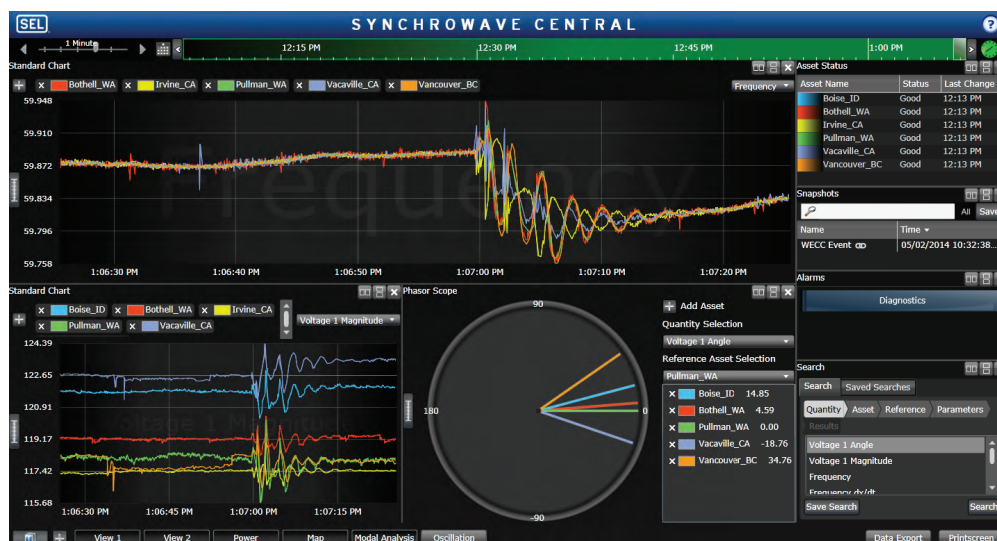 SEL
SYNCHROWAVE CENTRAL
?
1 Minute
12:15 PM
12:30 PM
12:45 PM
1:00 PM
Standard Chart
Bothell_WA
Irvine_CA
Pullman_WA
Vacaville_CA
Vancouver_BC
Frequency
59.948
59.910
59.872
59.834
59.796
59.758
Frequency
1:06:30 PM
1:06:40 PM
1:06:50 PM
1:07:00 PM
1:07:10 PM
1:07:20 PM
Asset Status
Asset Name Status Last Change
Boise_ID Good 12:13 PM
Bothell_WA Good 12:13 PM
Irvine_CA Good 12:13 PM
Pullman_WA Good 12:13 PM
Vacaville_CA Good 12:13 PM
Vancouver_BC Good 12:13 PM
Snapshots
All Save
Name Time
WECC Event 05/02/2014 10:32:38...
Alarms
Diagnostics
Standard Chart
Boise_ID
Bothell_WA
Irvine_CA
Pullman_WA
Vacaville_CA
Voltage 1 Magnitude
124.39
122.65
120.91
119.17
117.42
115.68
1:06:30 PM
1:06:45 PM
1:07:00 PM
1:07:15 PM
Phasor Scope
90
180
0
-90
Add Asset
Quantity Selection
Voltage 1 Angle
Reference Asset Selection
Pullman_WA
Boise_ID 14.85
Bothell_WA 4.59
Pullman_WA 0.00
Vacaville_CA -18.76
Vancouver_BC 34.76
Search
Search Saved Searches
Quantity Asset Reference Parameters
Results
Voltage 1 Angle
Voltage 1 Magnitude
Frequency
Frequency dx/dt
Save Search
Search
View 1
View 2
Power
Map
Modal Analysis
Oscillation
Data Export
Printscreen